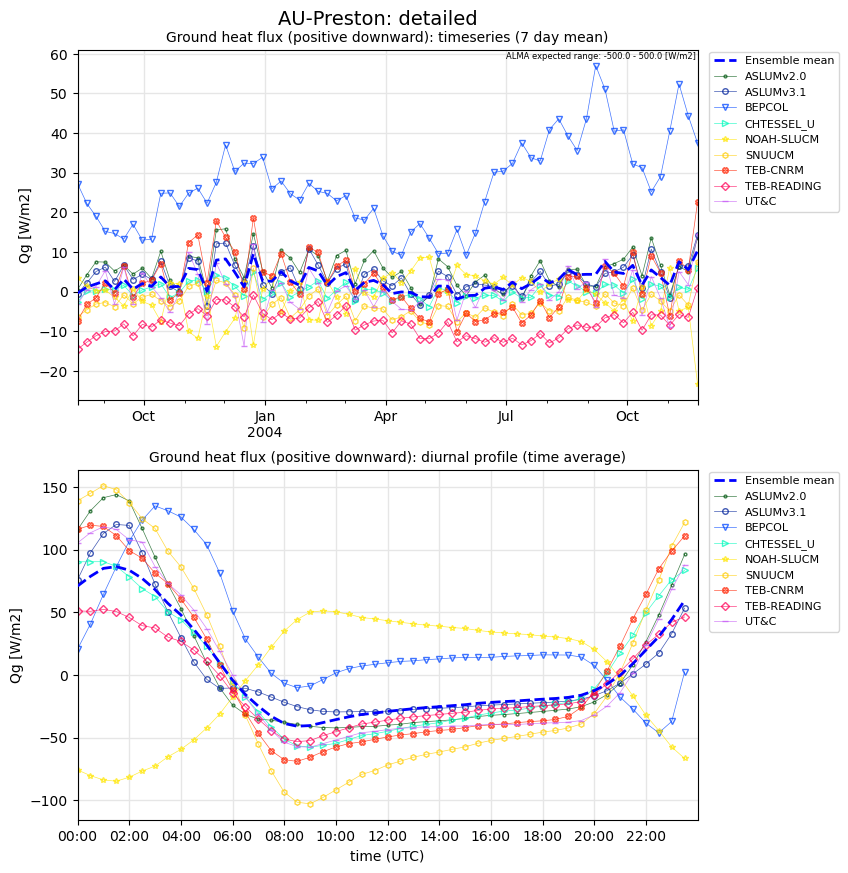 AU-Preston: detailed
Ground heat flux (positive downward): timeseries (7 day mean)
ALMA expected range: -500.0 - 500.0 [W/m2]
60
50
40
30
20
10
0
−10
−20
Qg [W/m2]
Oct
Jan
2004
Apr
Jul
Oct
Ensemble mean
ASLUMv2.0
ASLUMv3.1
BEPCOL
CHTESSEL_U
NOAH-SLUCM
SNUUCM
TEB-CNRM
TEB-READING
UT&C
Ground heat flux (positive downward): diurnal profile (time average)
150
100
50
0
−50
−100
Qg [W/m2]
00:00
02:00
04:00
06:00
08:00
10:00
12:00
14:00
16:00
18:00
20:00
22:00
time (UTC)
Ensemble mean
ASLUMv2.0
ASLUMv3.1
BEPCOL
CHTESSEL_U
NOAH-SLUCM
SNUUCM
TEB-CNRM
TEB-READING
UT&C